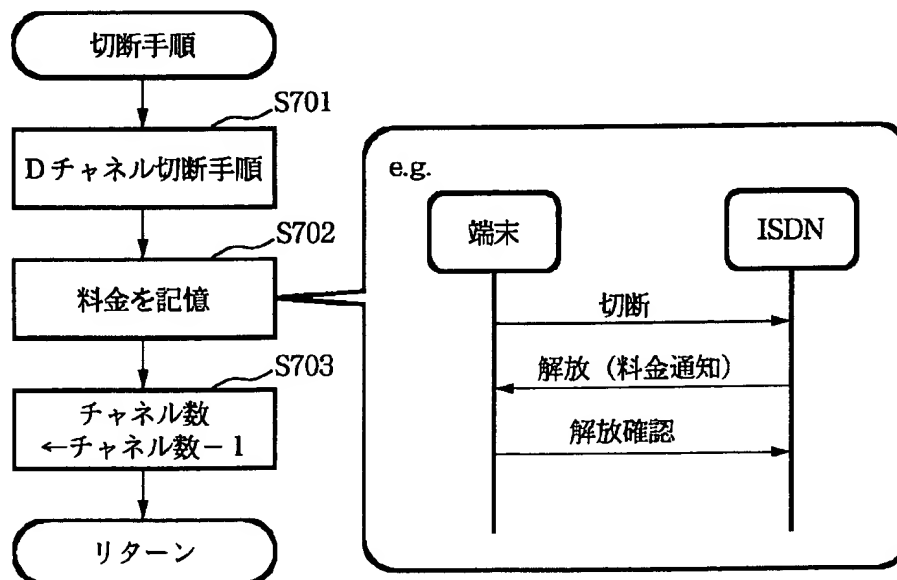 切断手順
S701
Dチャネル切断手順
S702
料金を記憶
S703
チャネル数
←チャネル数－1
リターン
e.g.
端末
ISDN
切断
解放（料金通知）
解放確認